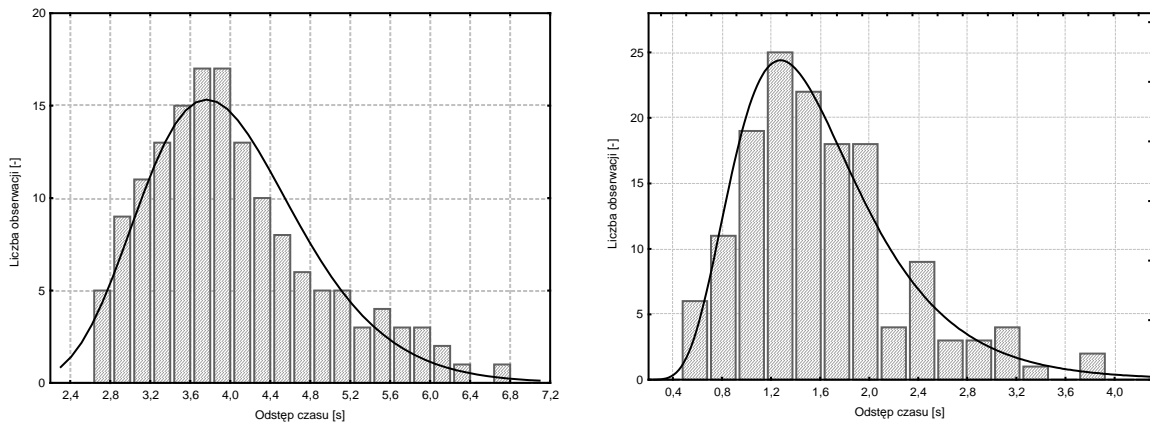 Liczba obserwacji [-]
20
15
10
5
0
2,4 2,8 3,2 3,6 4,0 4,4 4,8 5,2 5,6 6,0 6,4 6,8 7,2
Odstęp czasu [s]
Liczba obserwacji [-]
25
20
15
10
5
0
0,4 0,8 1,2 1,6 2,0 2,4 2,8 3,2 3,6 4,0
Odstęp czasu [s]